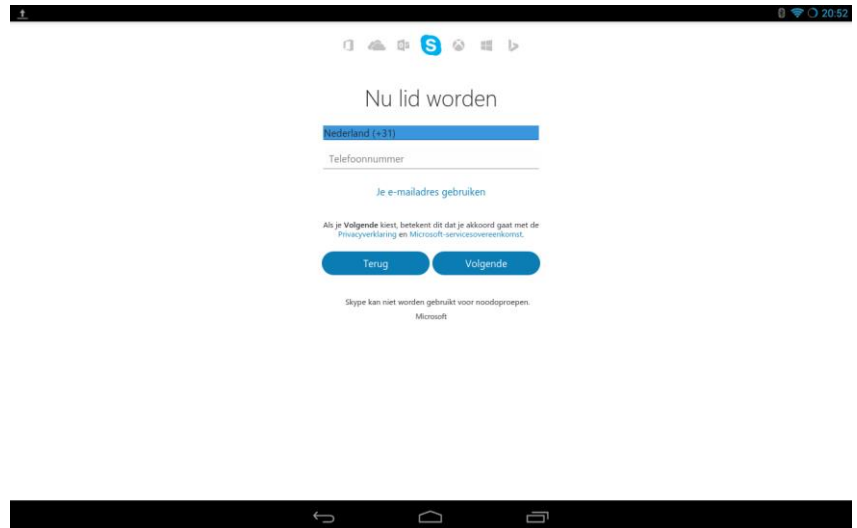 20:52
Nu lid worden
Nederland (+31)
Telefoonnummer
Je e-mailadres gebruiken
Als je Volgende kiest, betekent dit dat je akkoord gaat met de
Privacyverklaring en Microsoft-servicesovereenkomst.
Terug Volgende
Skype kan niet worden gebruikt voor noodoproepen.
Microsoft